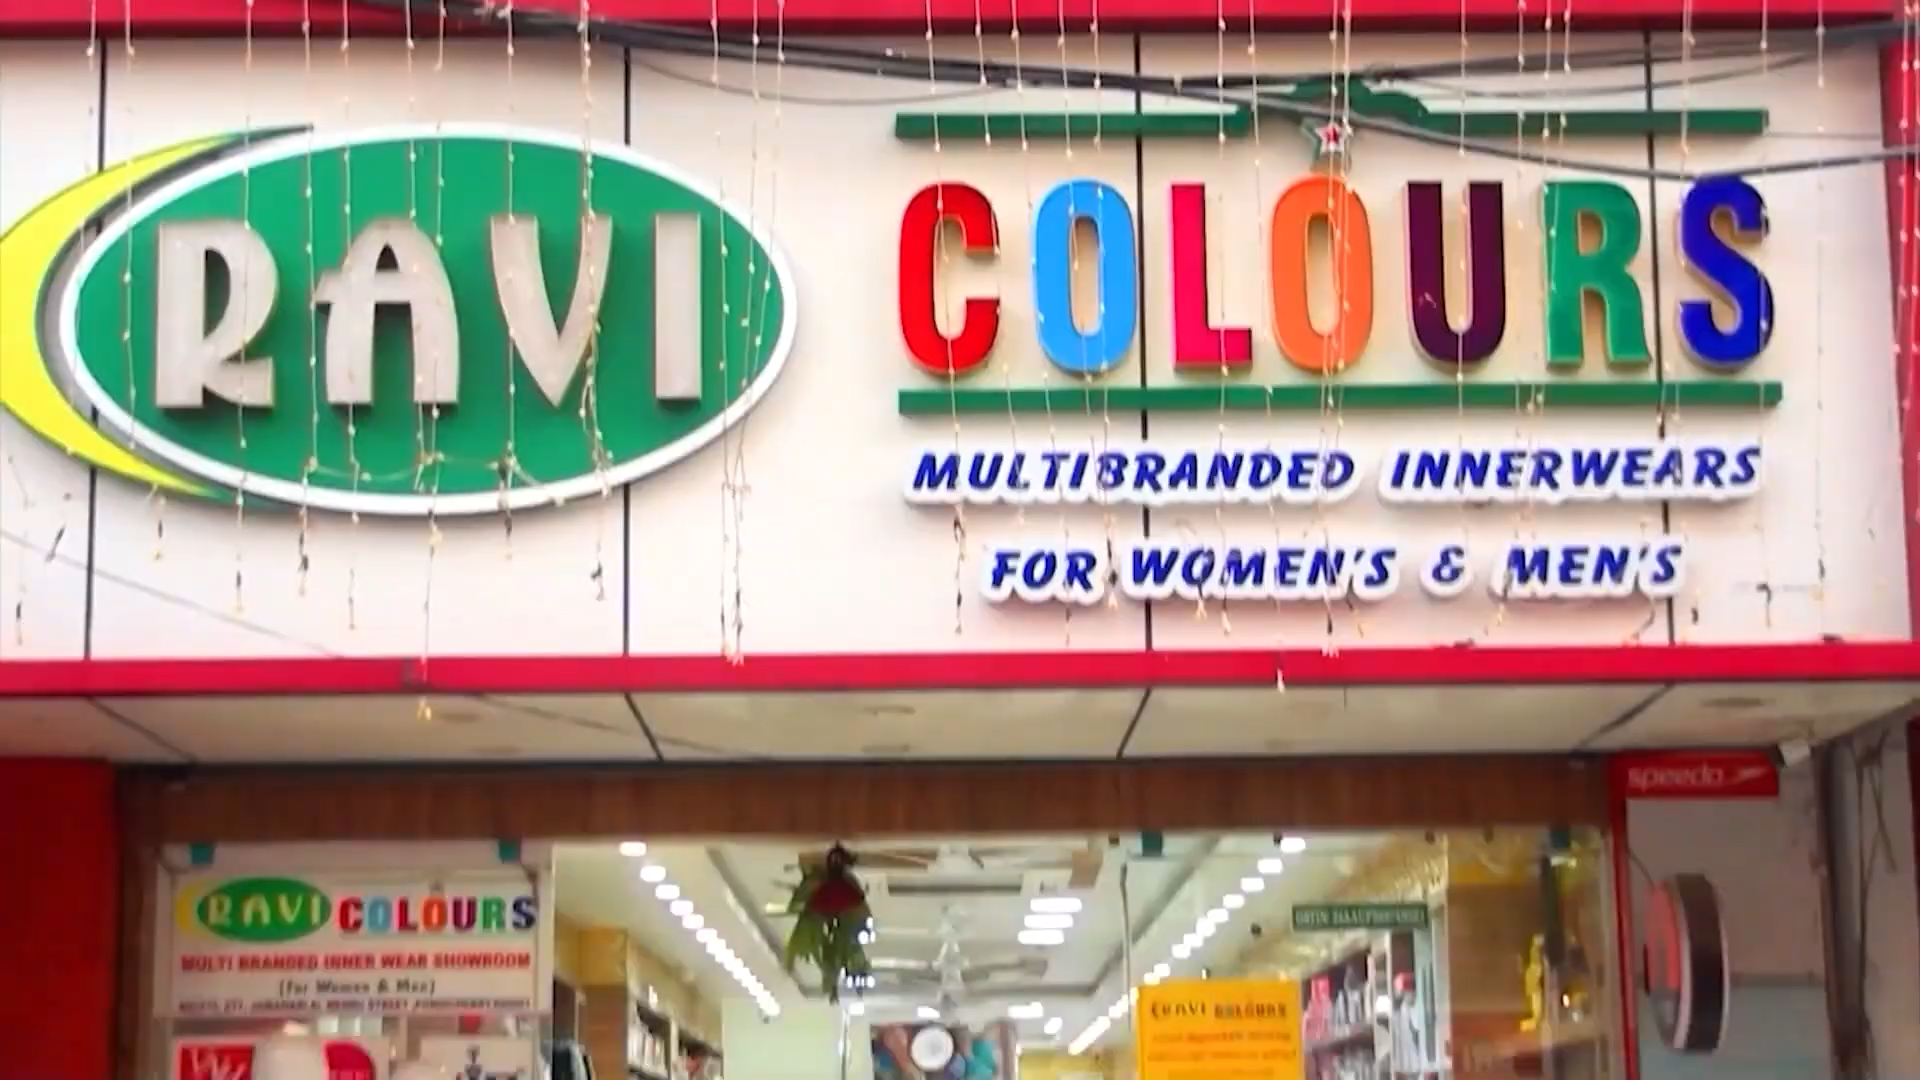 RAVI
COLOURS
MULTIBRANDED INNERWEARS
FOR WOMEN'S & MEN'S
speedo
RAVI COLOURS
MULTI BRANDED INNER WEAR SHOWROOM
(For Women & Men)
STREET
RAVI COLOURS